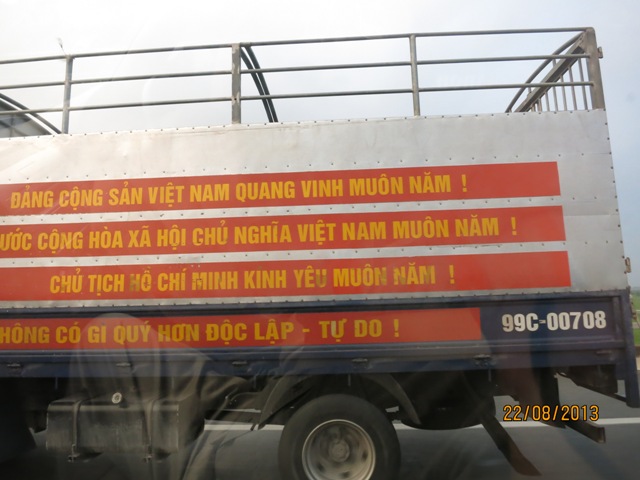 ĐẢNG CỘNG SẢN VIỆT NAM QUANG VINH MUÔN NĂM !
ƯỚC CỘNG HÒA XÃ HỘI CHỦ NGHĨA VIỆT NAM MUÔN NĂM !
CHỦ TỊCH HỒ CHÍ MINH KINH YÊU MUÔN NĂM !
HÔNG CÓ GI QUÝ HƠN ĐỘC LẬP - TỰ DO !
99C-00708
22/08/2013